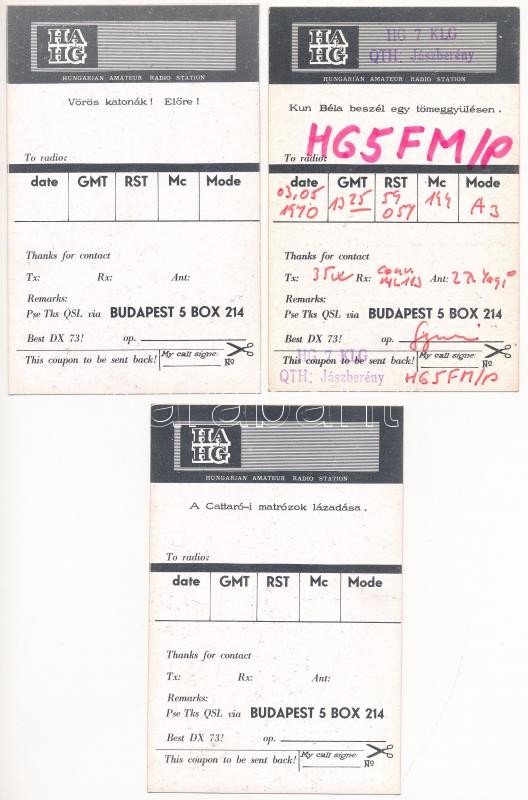 HA
HG
HUNGARIAN AMATEUR RADIO STATION
Vörös katonák! Előre!
To radio:
date GMT RST Mc Mode
Thanks for contact
Tx: Rx: Ant:
Remarks:
Pse Tks QSL via BUDAPEST 5 BOX 214
Best DX 73! op.
This coupon to be sent back! My call signe: Nº
HA
HG
HG 7 KLG
QTH: Jászberény
HUNGARIAN AMATEUR RADIO STATION
Kun Béla beszél egy tömeggyülésen.
To radio: HG5FM/p
date GMT RST Mc Mode
03,05 1970 1325 59 057 144 A3
Thanks for contact
Tx: 35w Rx: Ant: Yagi
Remarks:
Pse Tks QSL via BUDAPEST 5 BOX 214
Best DX 73! op.
This coupon to be sent back! My call signe: Nº
HG 7 KLG
QTH: Jászberény HG5FM/p
HA
HG
HUNGARIAN AMATEUR RADIO STATION
A Cattaró-i matrózok lázadása.
To radio:
date GMT RST Mc Mode
Thanks for contact
Tx: Rx: Ant:
Remarks:
Pse Tks QSL via BUDAPEST 5 BOX 214
Best DX 73! op.
This coupon to be sent back! My call signe: Nº